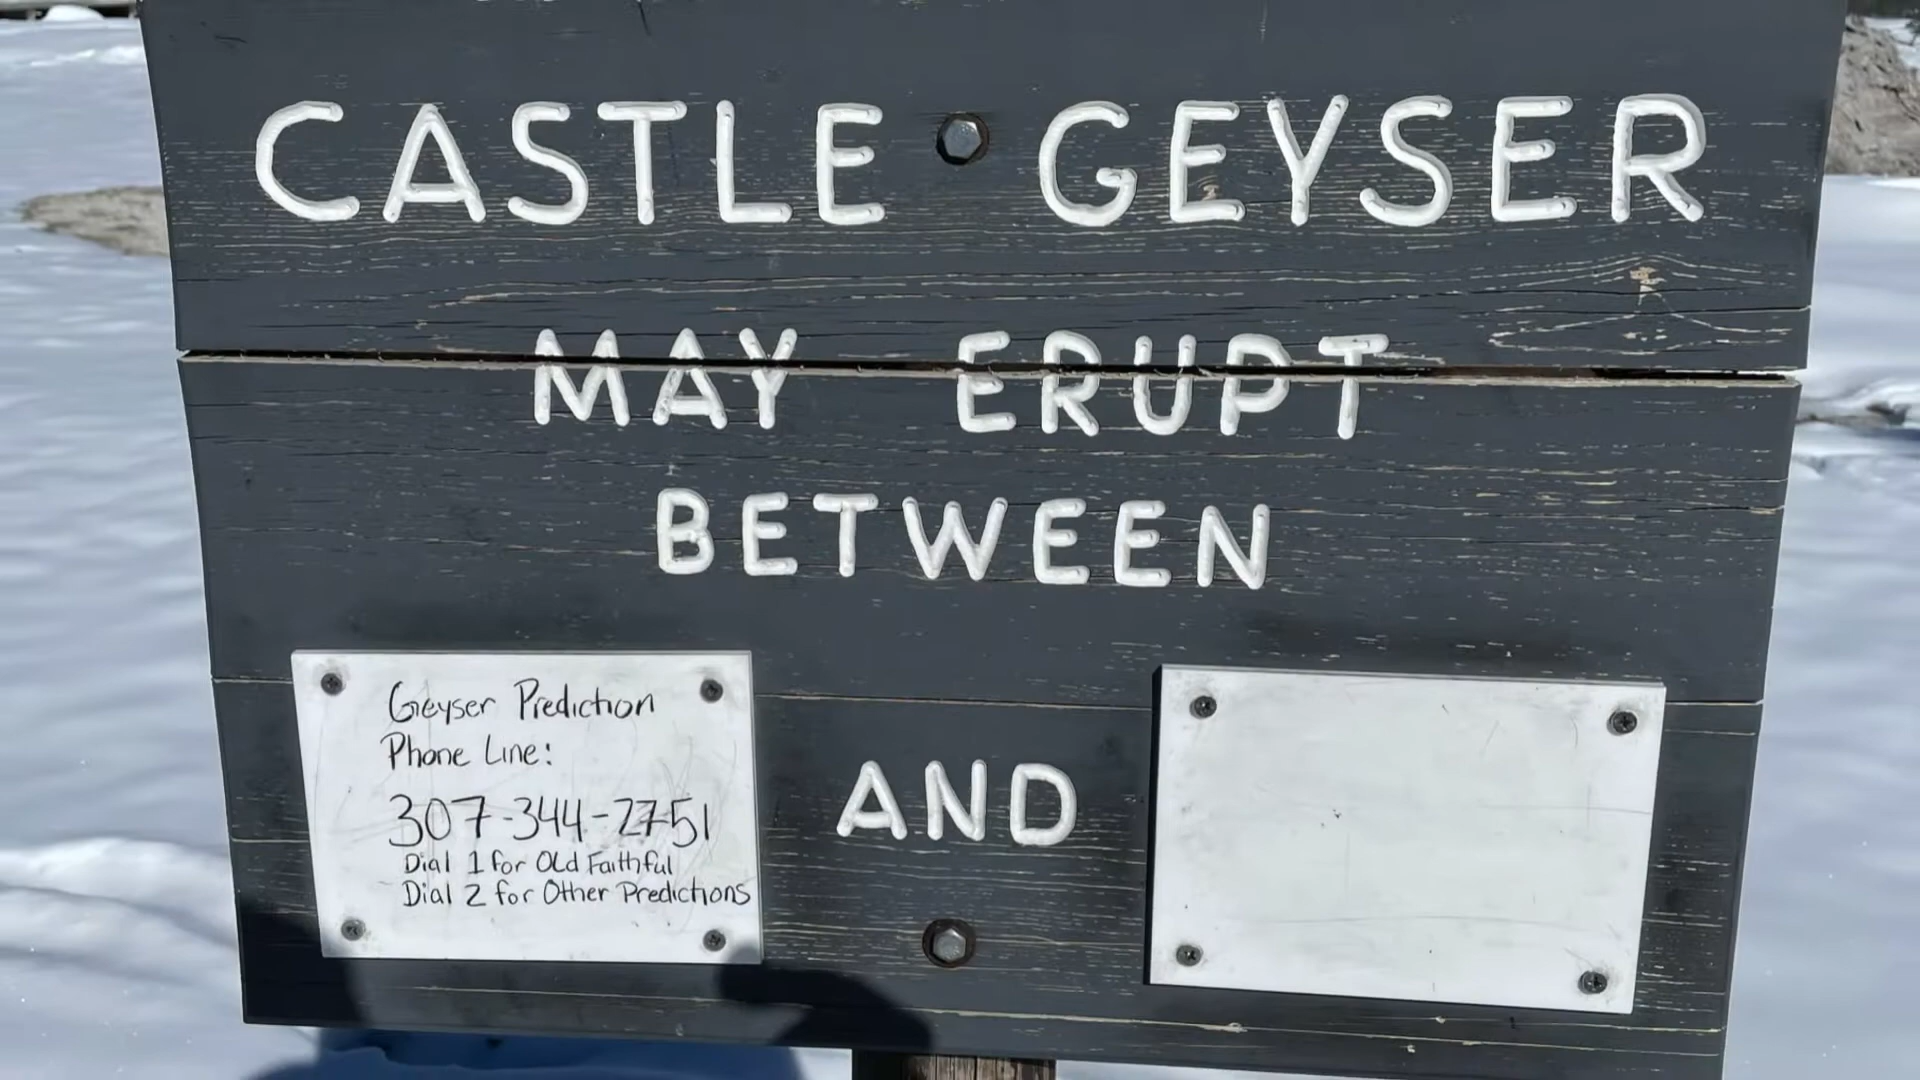 CASTLE GEYSER
MAY ERUPT
BETWEEN
Geyser Prediction
Phone Line:
307-344-2751
Dial 1 for Old Faithful
Dial 2 for Other Predictions
AND